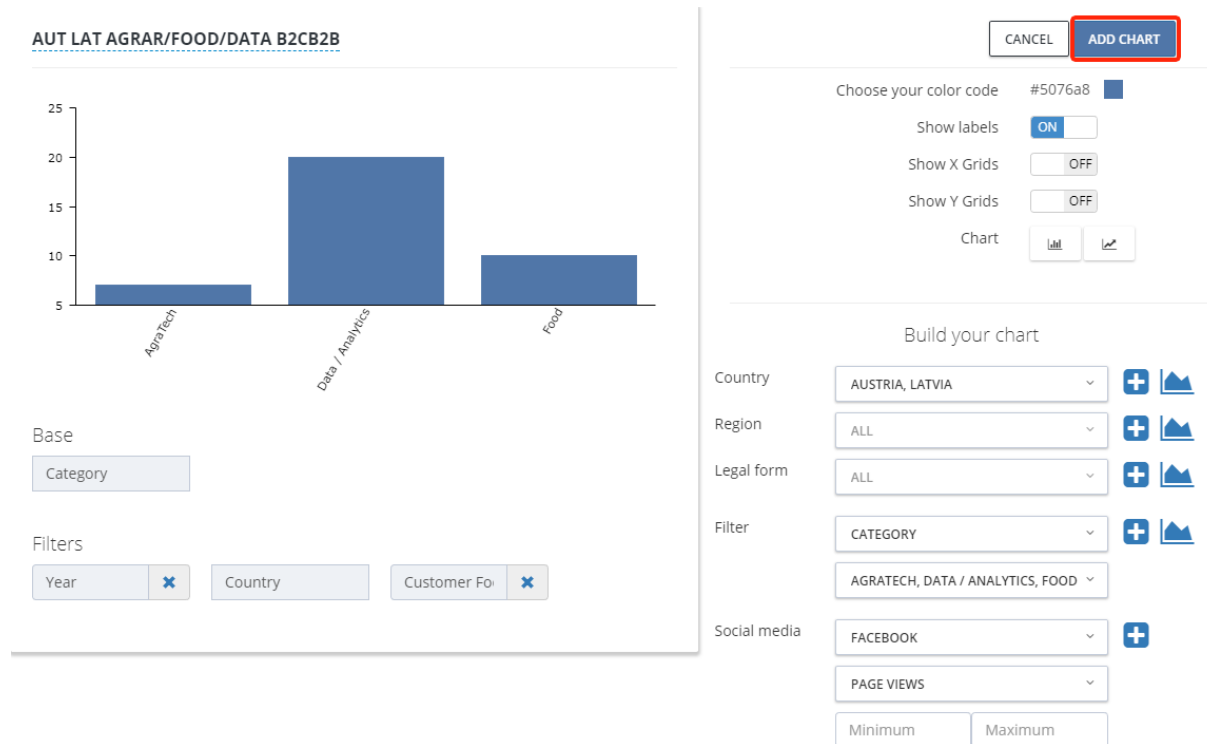 AUT LAT AGRAR/FOOD/DATA B2CB2B
25
20
15
10
5
AgraTech
Data / Analytics
Food
Base
Category
Filters
Year
Country
Customer Fo
CANCEL
ADD CHART
Choose your color code #5076a8
Show labels ON
Show X Grids OFF
Show Y Grids OFF
Chart
Build your chart
Country AUSTRIA, LATVIA
Region ALL
Legal form ALL
Filter CATEGORY
AGRATECH, DATA / ANALYTICS, FOOD
Social media FACEBOOK
PAGE VIEWS
Minimum Maximum